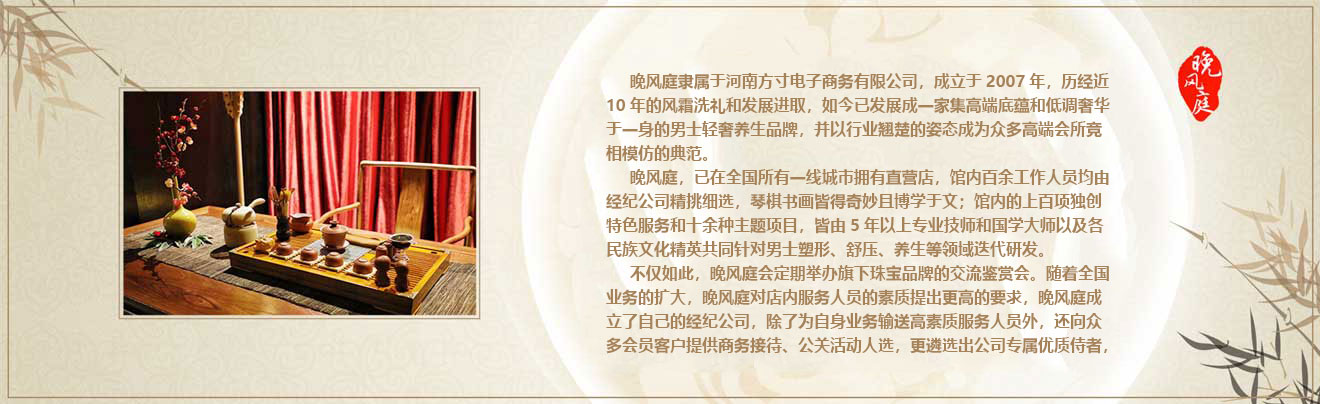 晚风庭隶属于河南方寸电子商务有限公司，成立于 2007 年，历经近
10 年的风霜洗礼和发展进取，如今已发展成一家集高端底蕴和低调奢华
于一身的男士轻奢养生品牌，并以行业翘楚的姿态成为众多高端会所竞
相模仿的典范。
晚风庭，已在全国所有一线城市拥有直营店，馆内百余工作人员均由
经纪公司精挑细选，琴棋书画皆得奇妙且博学于文；馆内的上百项独创
特色服务和十余种主题项目，皆由 5 年以上专业技师和国学大师以及各
民族文化精英共同针对男士塑形、舒压、养生等领域迭代研发。
不仅如此，晚风庭会定期举办旗下珠宝品牌的交流鉴赏会。随着全国
业务的扩大，晚风庭对店内服务人员的素质提出更高的要求，晚风庭成
立了自己的经纪公司，除了为自身业务输送高素质服务人员外，还向众
多会员客户提供商务接待、公关活动人选，更遴选出公司专属优质侍者，
晚风庭